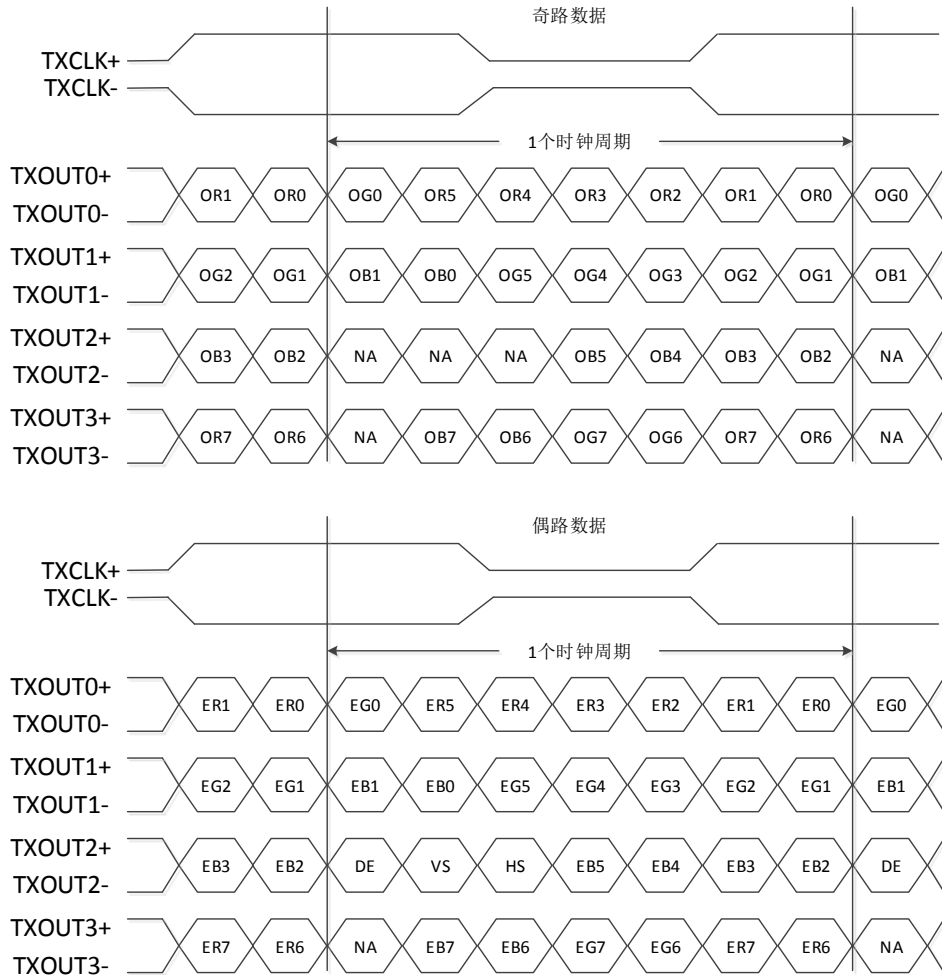 奇路数据
TXCLK+
TXCLK-
1个时钟周期
TXOUT0+
OR1 OR0 OG0 OR5 OR4 OR3 OR2 OR1 OR0 OG0
TXOUT0-
TXOUT1+
OG2 OG1 OB1 OB0 OG5 OG4 OG3 OG2 OG1 OB1
TXOUT1-
TXOUT2+
OB3 OB2 NA NA NA OB5 OB4 OB3 OB2 NA
TXOUT2-
TXOUT3+
OR7 OR6 NA OB7 OB6 OG7 OG6 OR7 OR6 NA
TXOUT3-
偶路数据
TXCLK+
TXCLK-
1个时钟周期
TXOUT0+
ER1 ER0 EG0 ER5 ER4 ER3 ER2 ER1 ER0 EG0
TXOUT0-
TXOUT1+
EG2 EG1 EB1 EB0 EG5 EG4 EG3 EG2 EG1 EB1
TXOUT1-
TXOUT2+
EB3 EB2 DE VS HS EB5 EB4 EB3 EB2 DE
TXOUT2-
TXOUT3+
ER7 ER6 NA EB7 EB6 EG7 EG6 ER7 ER6 NA
TXOUT3-